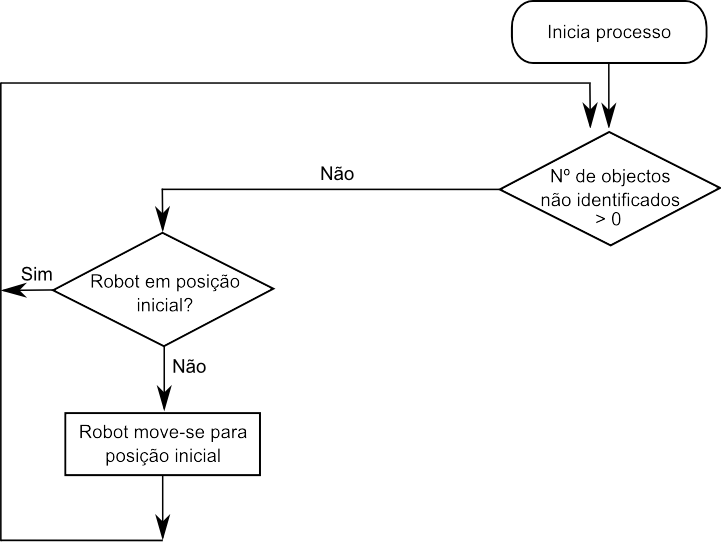 Inicia processo
Nº de objectos
não identificados
> 0
Não
Sim
Robot em posição
inicial?
Não
Robot move-se para
posição inicial